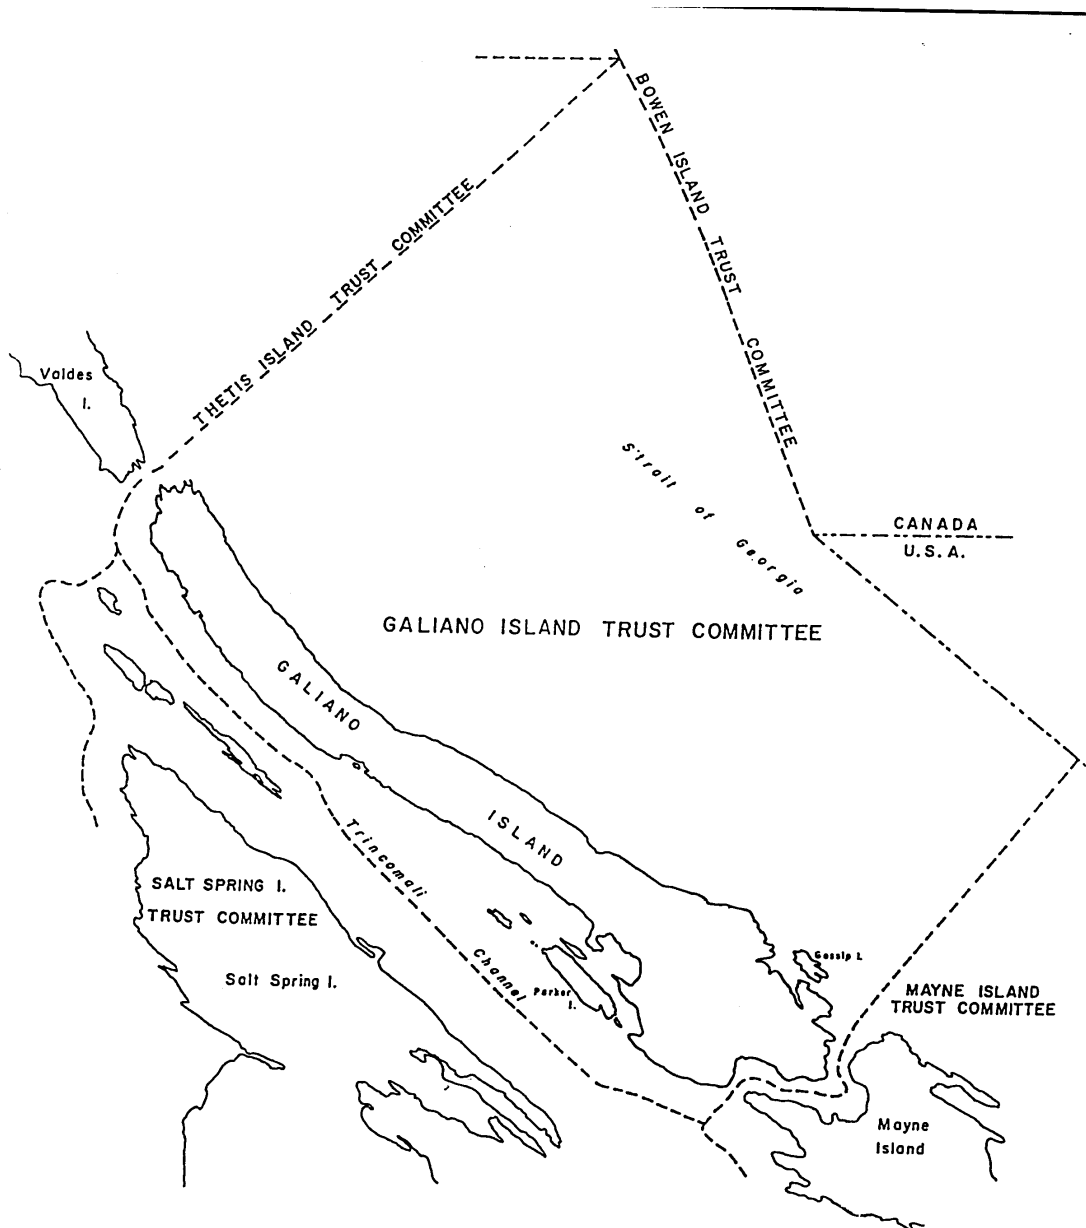 BOWEN ISLAND TRUST COMMITTEE
THETIS ISLAND TRUST COMMITTEE
Valdes
I.
Strait of Georgia
CANADA
U.S.A.
GALIANO ISLAND TRUST COMMITTEE
GALIANO ISLAND
Trincomali Channel
SALT SPRING I.
TRUST COMMITTEE
Salt Spring I.
Parker
I.
Gossip I.
MAYNE ISLAND
TRUST COMMITTEE
Mayne
Island